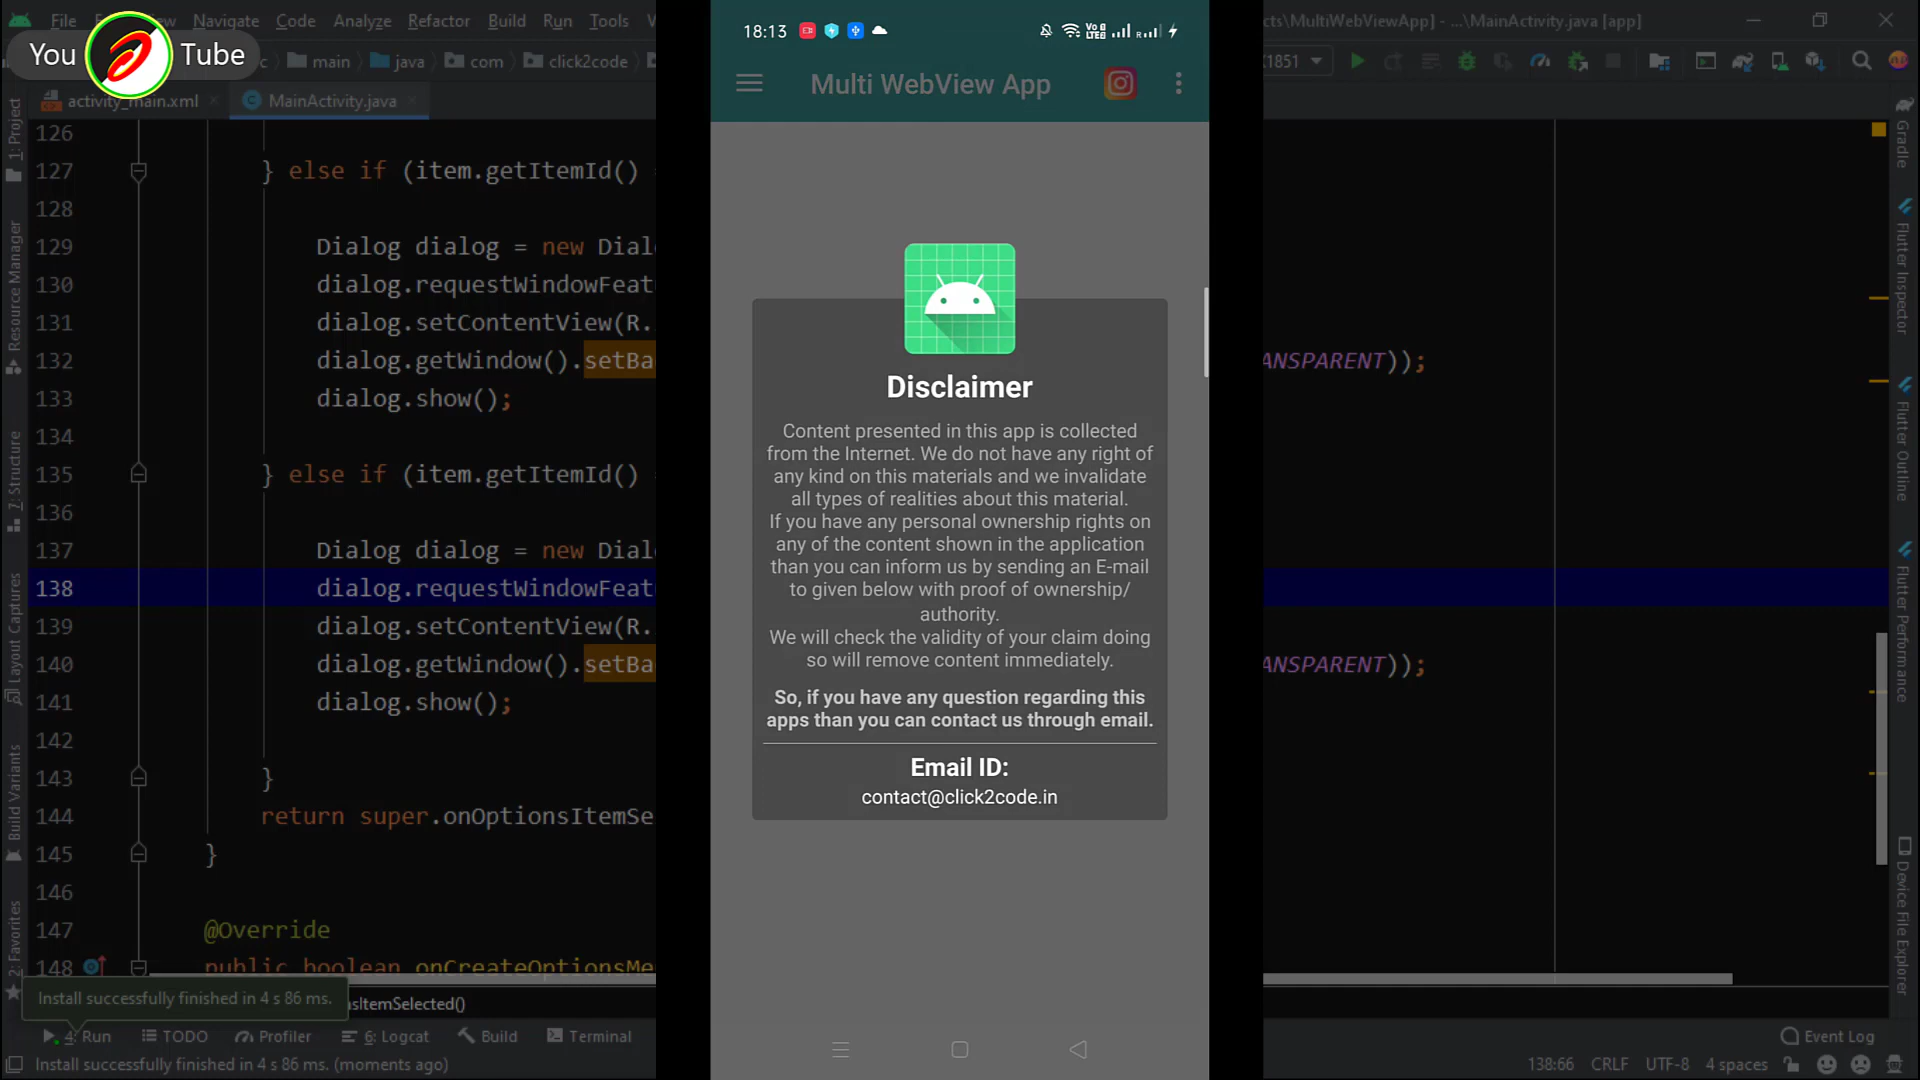 File
Navigate Code Analyze Refactor Build Run Tools
You Tube
main java com click2code
activity_main.xml
MainActivity.java
MultiWebViewApp] - ...\MainActivity.java [app]
1851
1: Project
Resource Manager
7: Structure
Layout Captures
Build Variants
2: Favorites
126
127 } else if (item.getItemId()
128
129 Dialog dialog = new Dial
130 dialog.requestWindowFeat
131 dialog.setContentView(R.
132 dialog.getWindow().setBa
ANSPARENT));
133 dialog.show();
134
135 } else if (item.getItemId()
136
137 Dialog dialog = new Dial
138 dialog.requestWindowFeat
139 dialog.setContentView(R.
140 dialog.getWindow().setBa
ANSPARENT));
141 dialog.show();
142
143 }
144 return super.onOptionsItemSe
145 }
146
147 @Override
148 public boolean onCreateOptionsMe
18:13
Multi WebView App
Disclaimer
Content presented in this app is collected
from the Internet. We do not have any right of
any kind on this materials and we invalidate
all types of realities about this material.
If you have any personal ownership rights on
any of the content shown in the application
than you can inform us by sending an E-mail
to given below with proof of ownership/
authority.
We will check the validity of your claim doing
so will remove content immediately.
So, if you have any question regarding this
apps than you can contact us through email.
Email ID:
contact@click2code.in
Gradle
Flutter Inspector
Flutter Outline
Flutter Performance
Device File Explorer
Install successfully finished in 4 s 86 ms.
sItemSelected()
4: Run TODO Profiler 6: Logcat Build Terminal
Event Log
Install successfully finished in 4 s 86 ms. (moments ago)
138:66 CRLF UTF-8 4 spaces